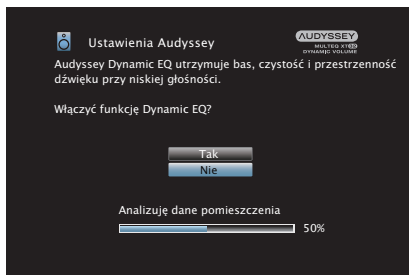 Ustawienia Audyssey
AUDYSSEY
MULTEQ XT32
DYNAMIC VOLUME
Audyssey Dynamic EQ utrzymuje bas, czystość i przestrzenność
dźwięku przy niskiej głośności.
Włączyć funkcję Dynamic EQ?
Tak
Nie
Analizuję dane pomieszczenia
50%